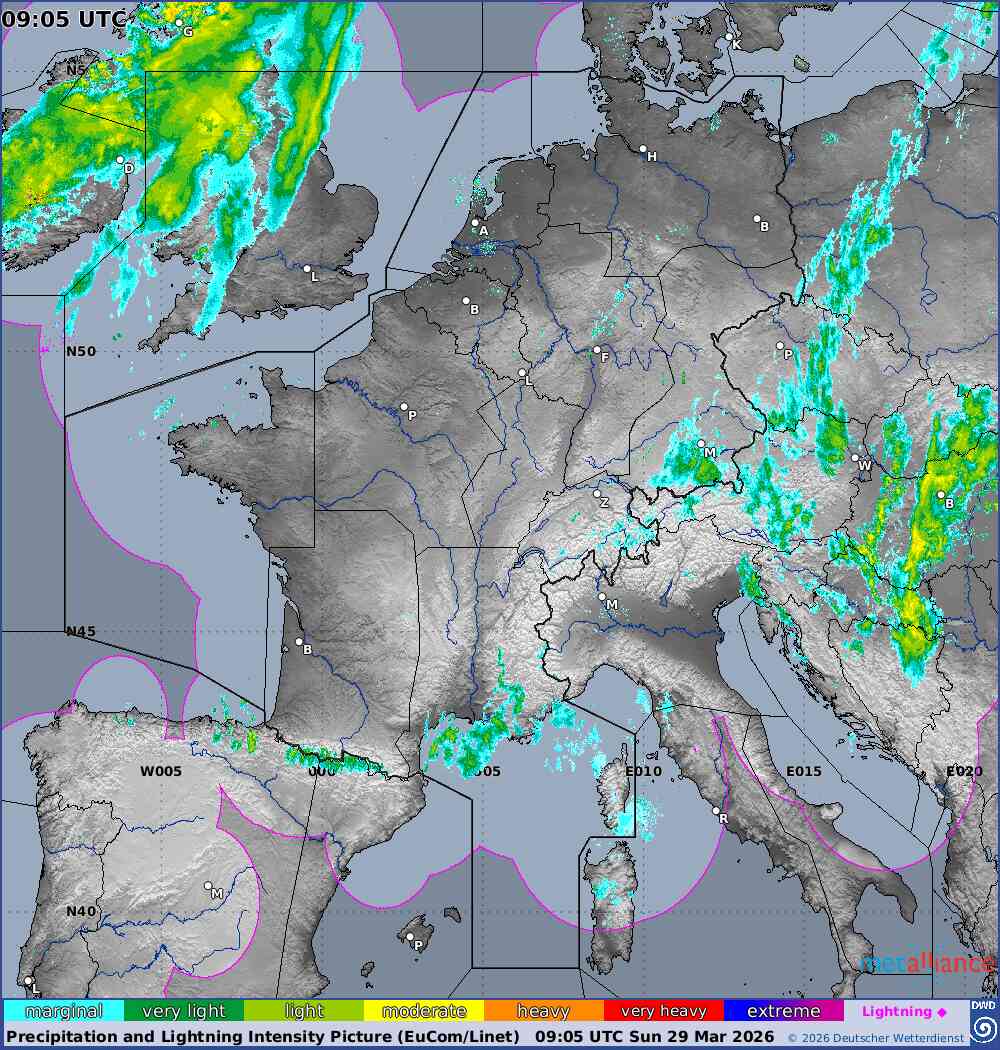 09:05 UTC
G
K
N5
D
H
A
B
L
B
N50
F
P
L
P
M
W
Z
B
M
N45
B
W005
000
E005
E010
E015
E020
R
M
N40
P
metalliance
L
marginal very light light moderate heavy very heavy extreme Lightning ◆ DWD
Precipitation and Lightning Intensity Picture (EuCom/Linet) 09:05 UTC Sun 29 Mar 2026 © 2026 Deutscher Wetterdienst